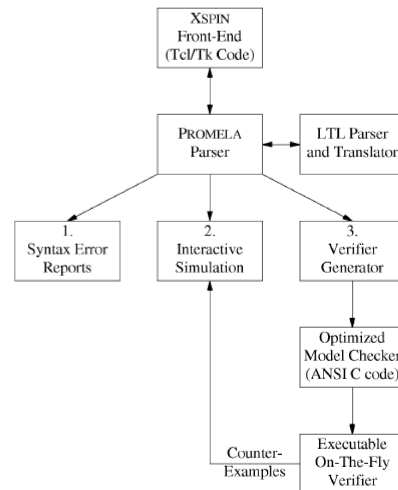 XSPIN
Front-End
(Tcl/Tk Code)
PROMELA
Parser
LTL Parser
and Translator
1.
Syntax Error
Reports
2.
Interactive
Simulation
3.
Verifier
Generator
Optimized
Model Checker
(ANSI C code)
Counter-
Examples
Executable
On-The-Fly
Verifier